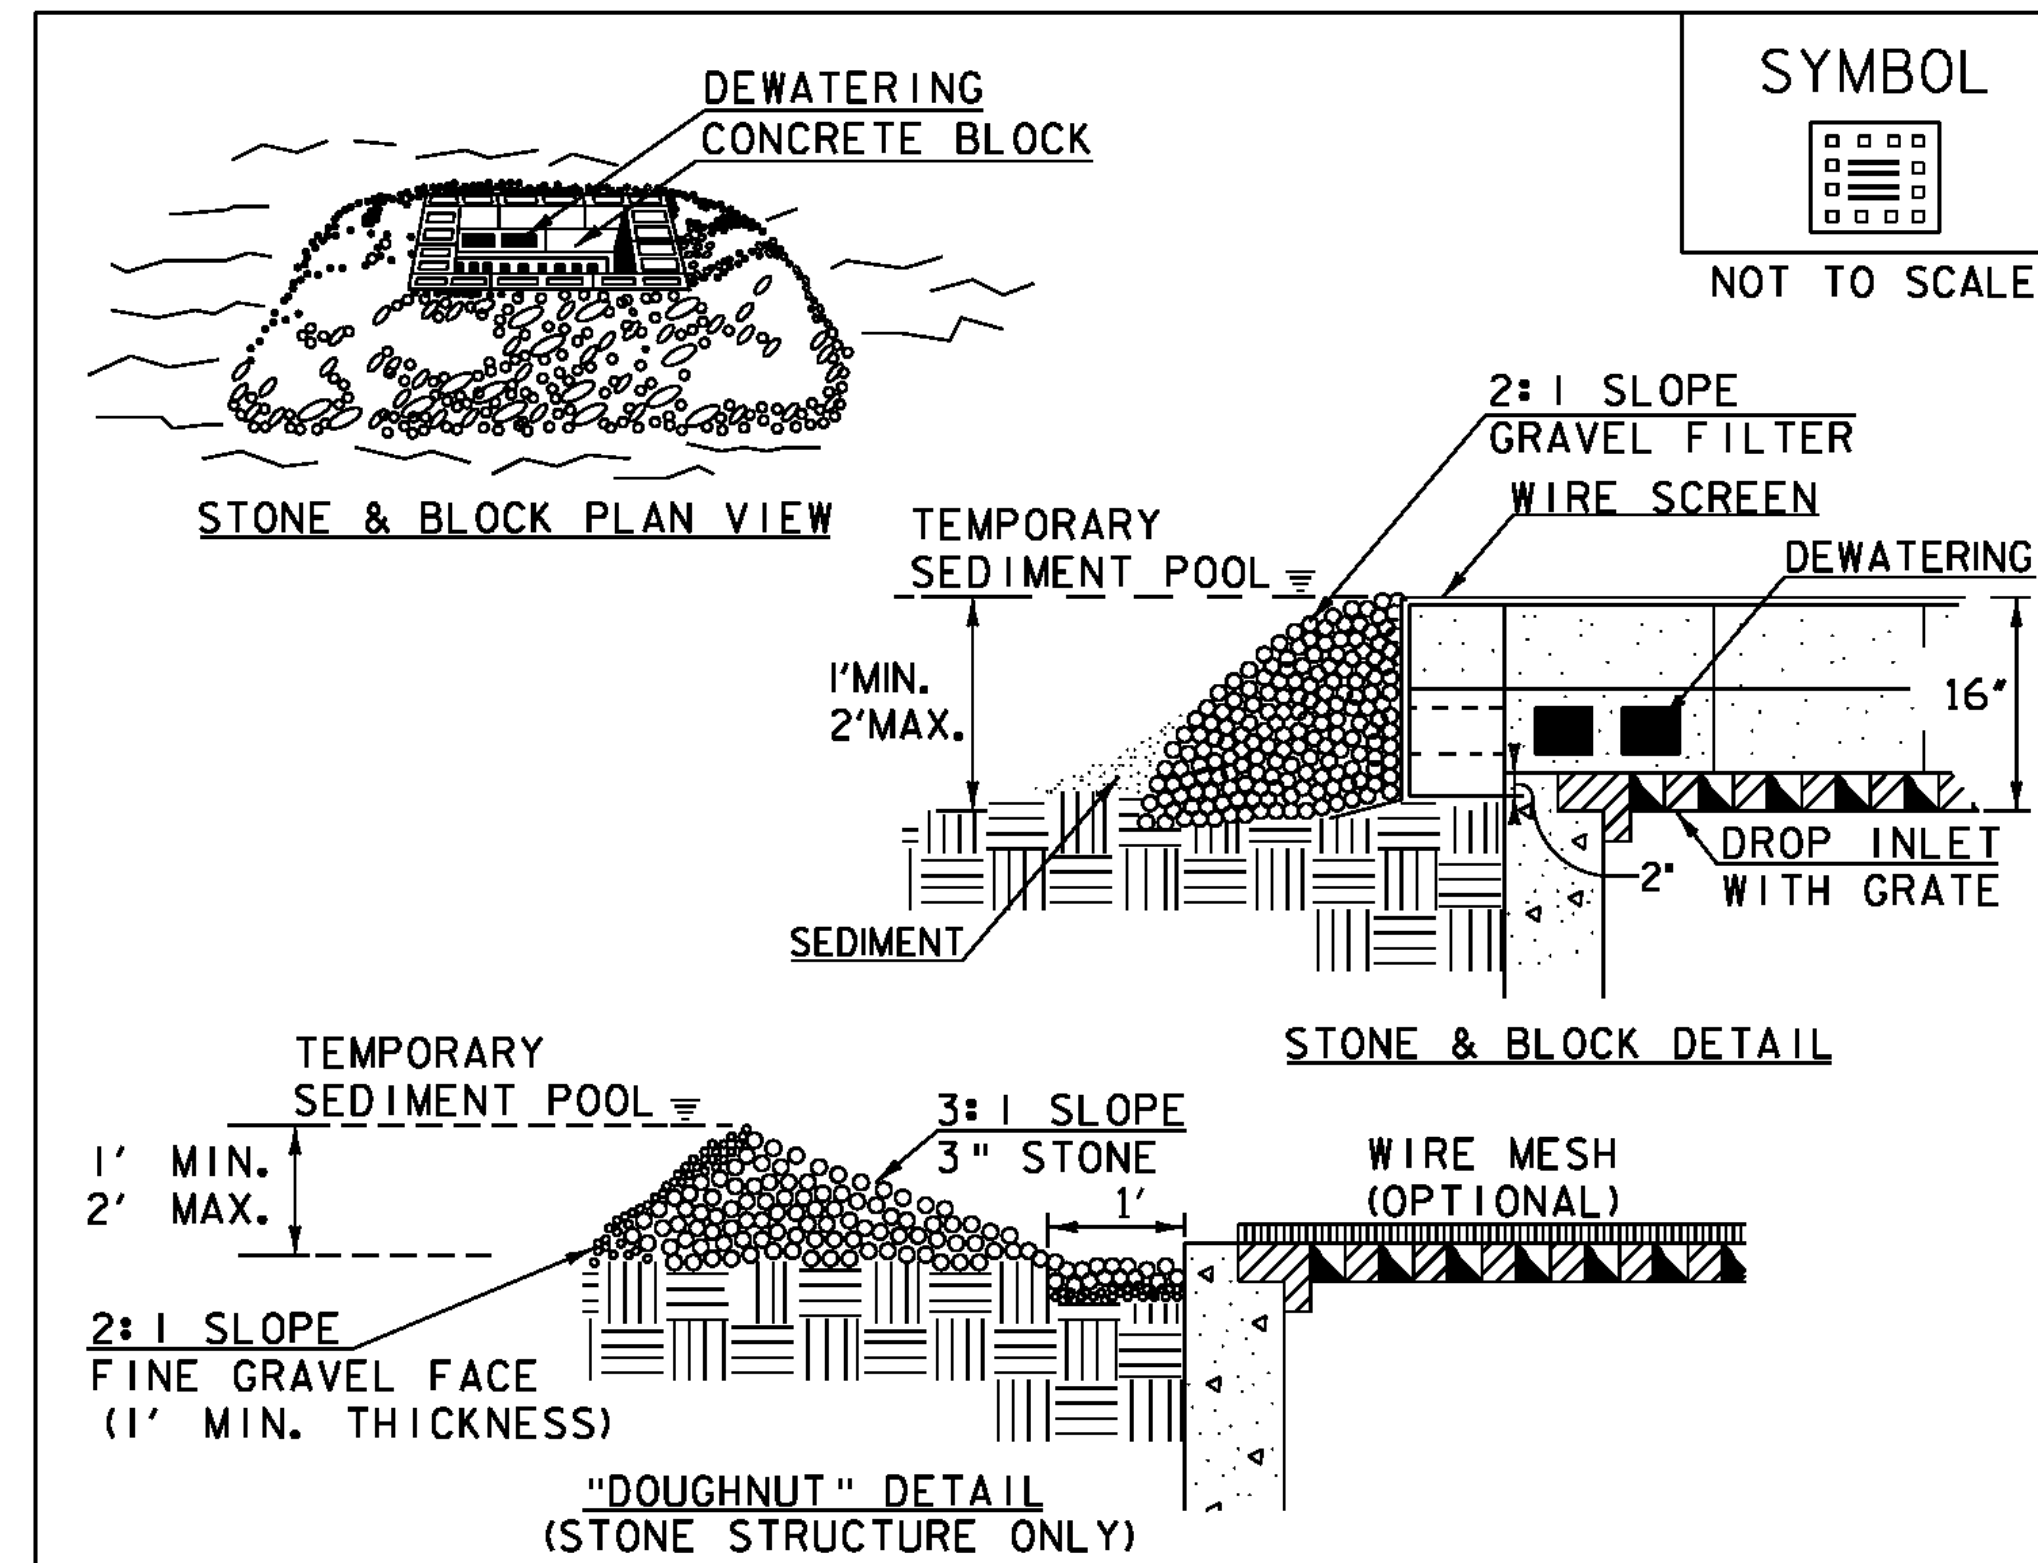 SYMBOL
NOT TO SCALE
DEWATERING
CONCRETE BLOCK
STONE & BLOCK PLAN VIEW
2:1 SLOPE
GRAVEL FILTER
WIRE SCREEN
DEWATERING
TEMPORARY
SEDIMENT POOL
1'MIN.
2'MAX.
16"
DROP INLET
WITH GRATE
2"
SEDIMENT
STONE & BLOCK DETAIL
TEMPORARY
SEDIMENT POOL
1' MIN.
2' MAX.
3:1 SLOPE
3" STONE
1'
WIRE MESH
(OPTIONAL)
2:1 SLOPE
FINE GRAVEL FACE
(1' MIN. THICKNESS)
"DOUGHNUT" DETAIL
(STONE STRUCTURE ONLY)